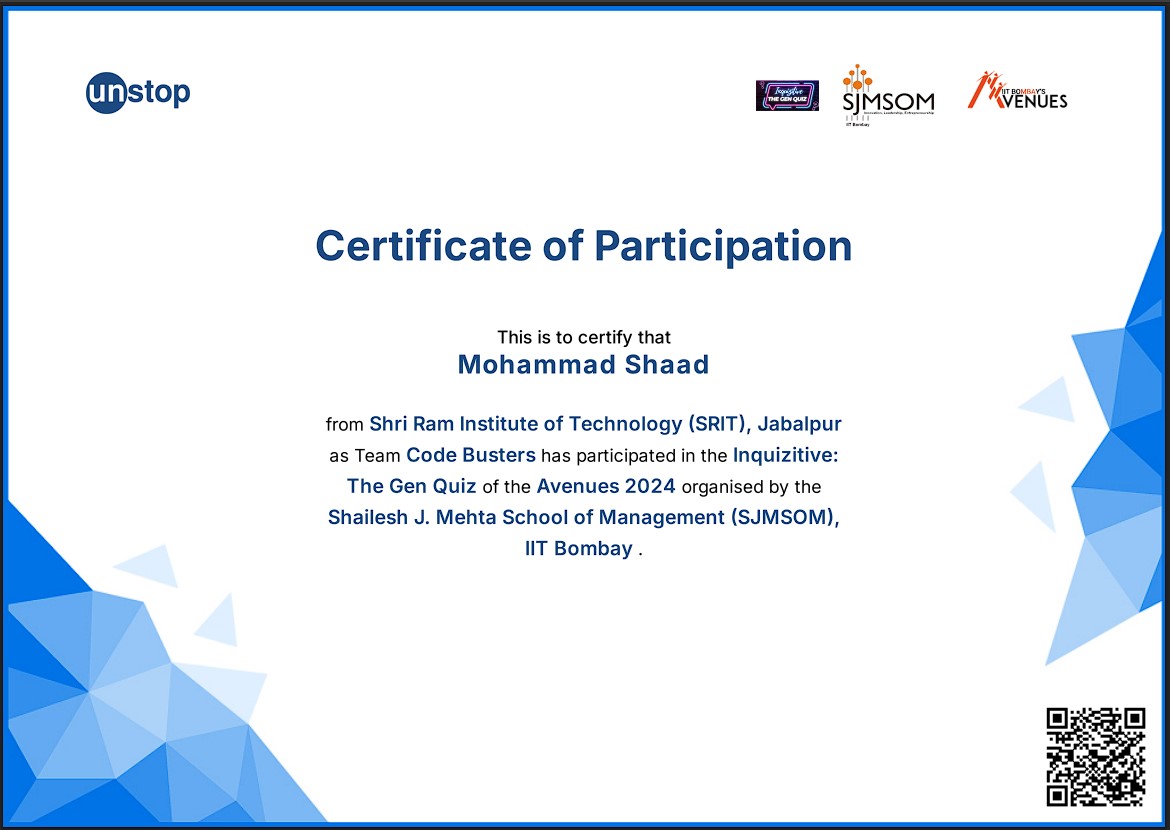 unstop
Inquizitive
THE GEN QUIZ
SJMSOM
Innovation, Leadership, Entrepreneurship
IIT Bombay
IIT BOMBAY'S
AVENUES
Certificate of Participation
This is to certify that
Mohammad Shaad
from Shri Ram Institute of Technology (SRIT), Jabalpur
as Team Code Busters has participated in the Inquizitive:
The Gen Quiz of the Avenues 2024 organised by the
Shailesh J. Mehta School of Management (SJMSOM),
IIT Bombay .